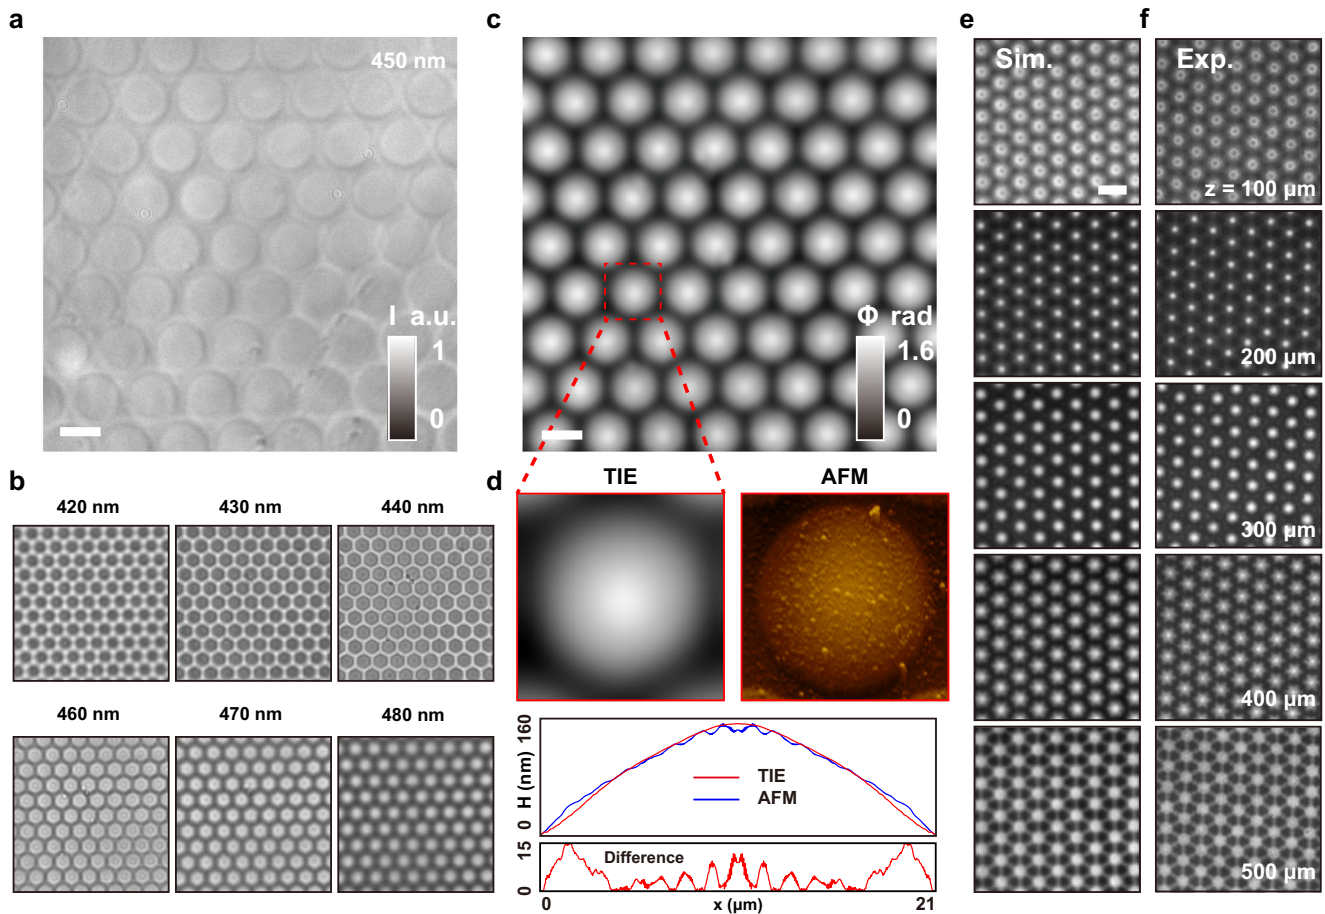 a
450 nm
I a.u.
1
0
b
420 nm
430 nm
440 nm
460 nm
470 nm
480 nm
c
Φ rad
1.6
0
d
TIE
AFM
H (nm)
160
0
TIE
AFM
Difference
15
0
0
x (μm)
21
e
Sim.
f
Exp.
z = 100 μm
200 μm
300 μm
400 μm
500 μm